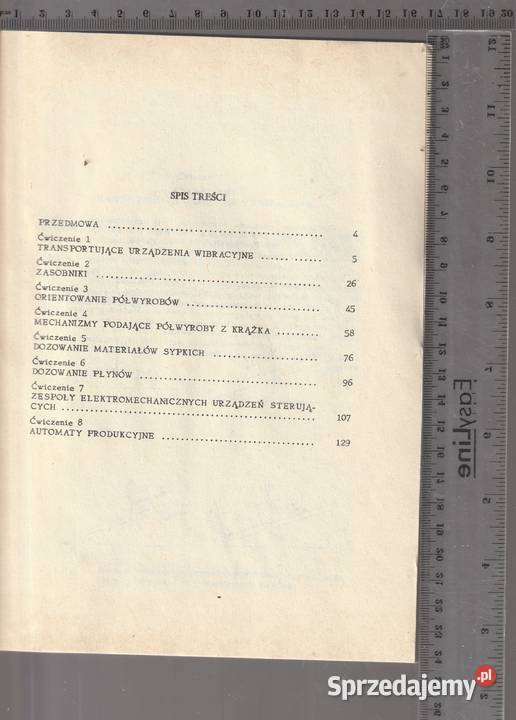 SPIS TREŚCI
PRZEDMOWA ........................................ 4
Ćwiczenie 1
TRANSPORTUJĄCE URZĄDZENIA WIBRACYJNE ............ 5
Ćwiczenie 2
ZASOBNIKI ........................................ 26
Ćwiczenie 3
ORIENTOWANIE PÓŁWYROBÓW ........................ 45
Ćwiczenie 4
MECHANIZMY PODAJĄCE PÓŁWYROBY Z KRĄŻKA ........ 58
Ćwiczenie 5
DOZOWANIE MATERIAŁÓW SYPKICH .................... 76
Ćwiczenie 6
DOZOWANIE PŁYNÓW ................................ 96
Ćwiczenie 7
ZESPOŁY ELEKTROMECHANICZNYCH URZĄDZEŃ STERUJĄ-
CYCH ............................................ 107
Ćwiczenie 8
AUTOMATY PRODUKCYJNE ............................ 129
EasyLine
Sprzedajemy.pl